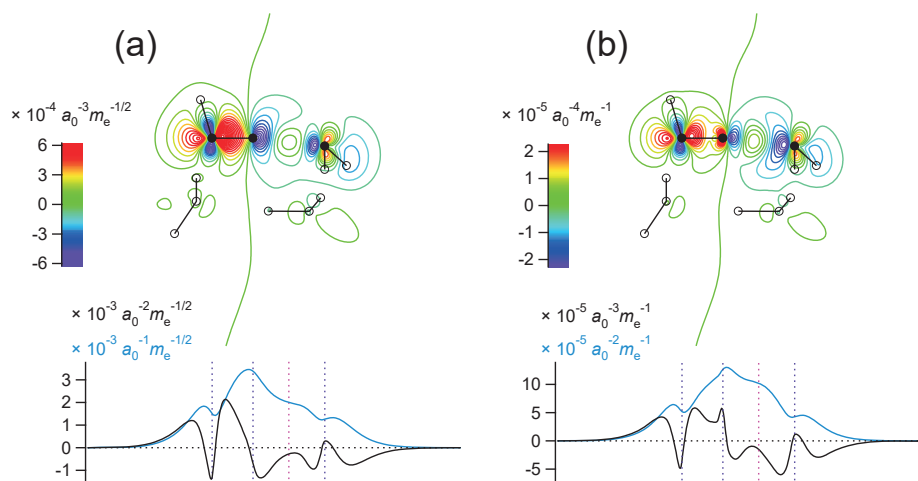 (a)
× 10⁻⁴ a₀⁻³mₑ⁻¹/²
6
3
0
-3
-6
× 10⁻³ a₀⁻²mₑ⁻¹/²
× 10⁻³ a₀⁻¹mₑ⁻¹/²
3
2
1
0
-1
(b)
× 10⁻⁵ a₀⁻⁴mₑ⁻¹
2
1
0
-1
-2
× 10⁻⁵ a₀⁻³mₑ⁻¹
× 10⁻⁵ a₀⁻²mₑ⁻¹
10
5
0
-5